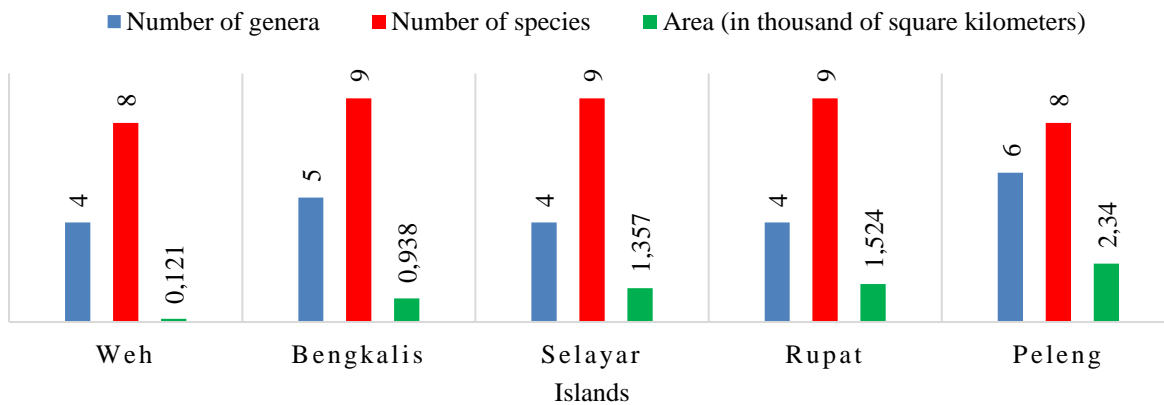 Number of genera Number of species Area (in thousand of square kilometers)
4 8 0,121 5 9 0,938 4 9 1,357 4 9 1,524 6 8 2,34
Weh Bengkalis Selayar Rupat Peleng
Islands